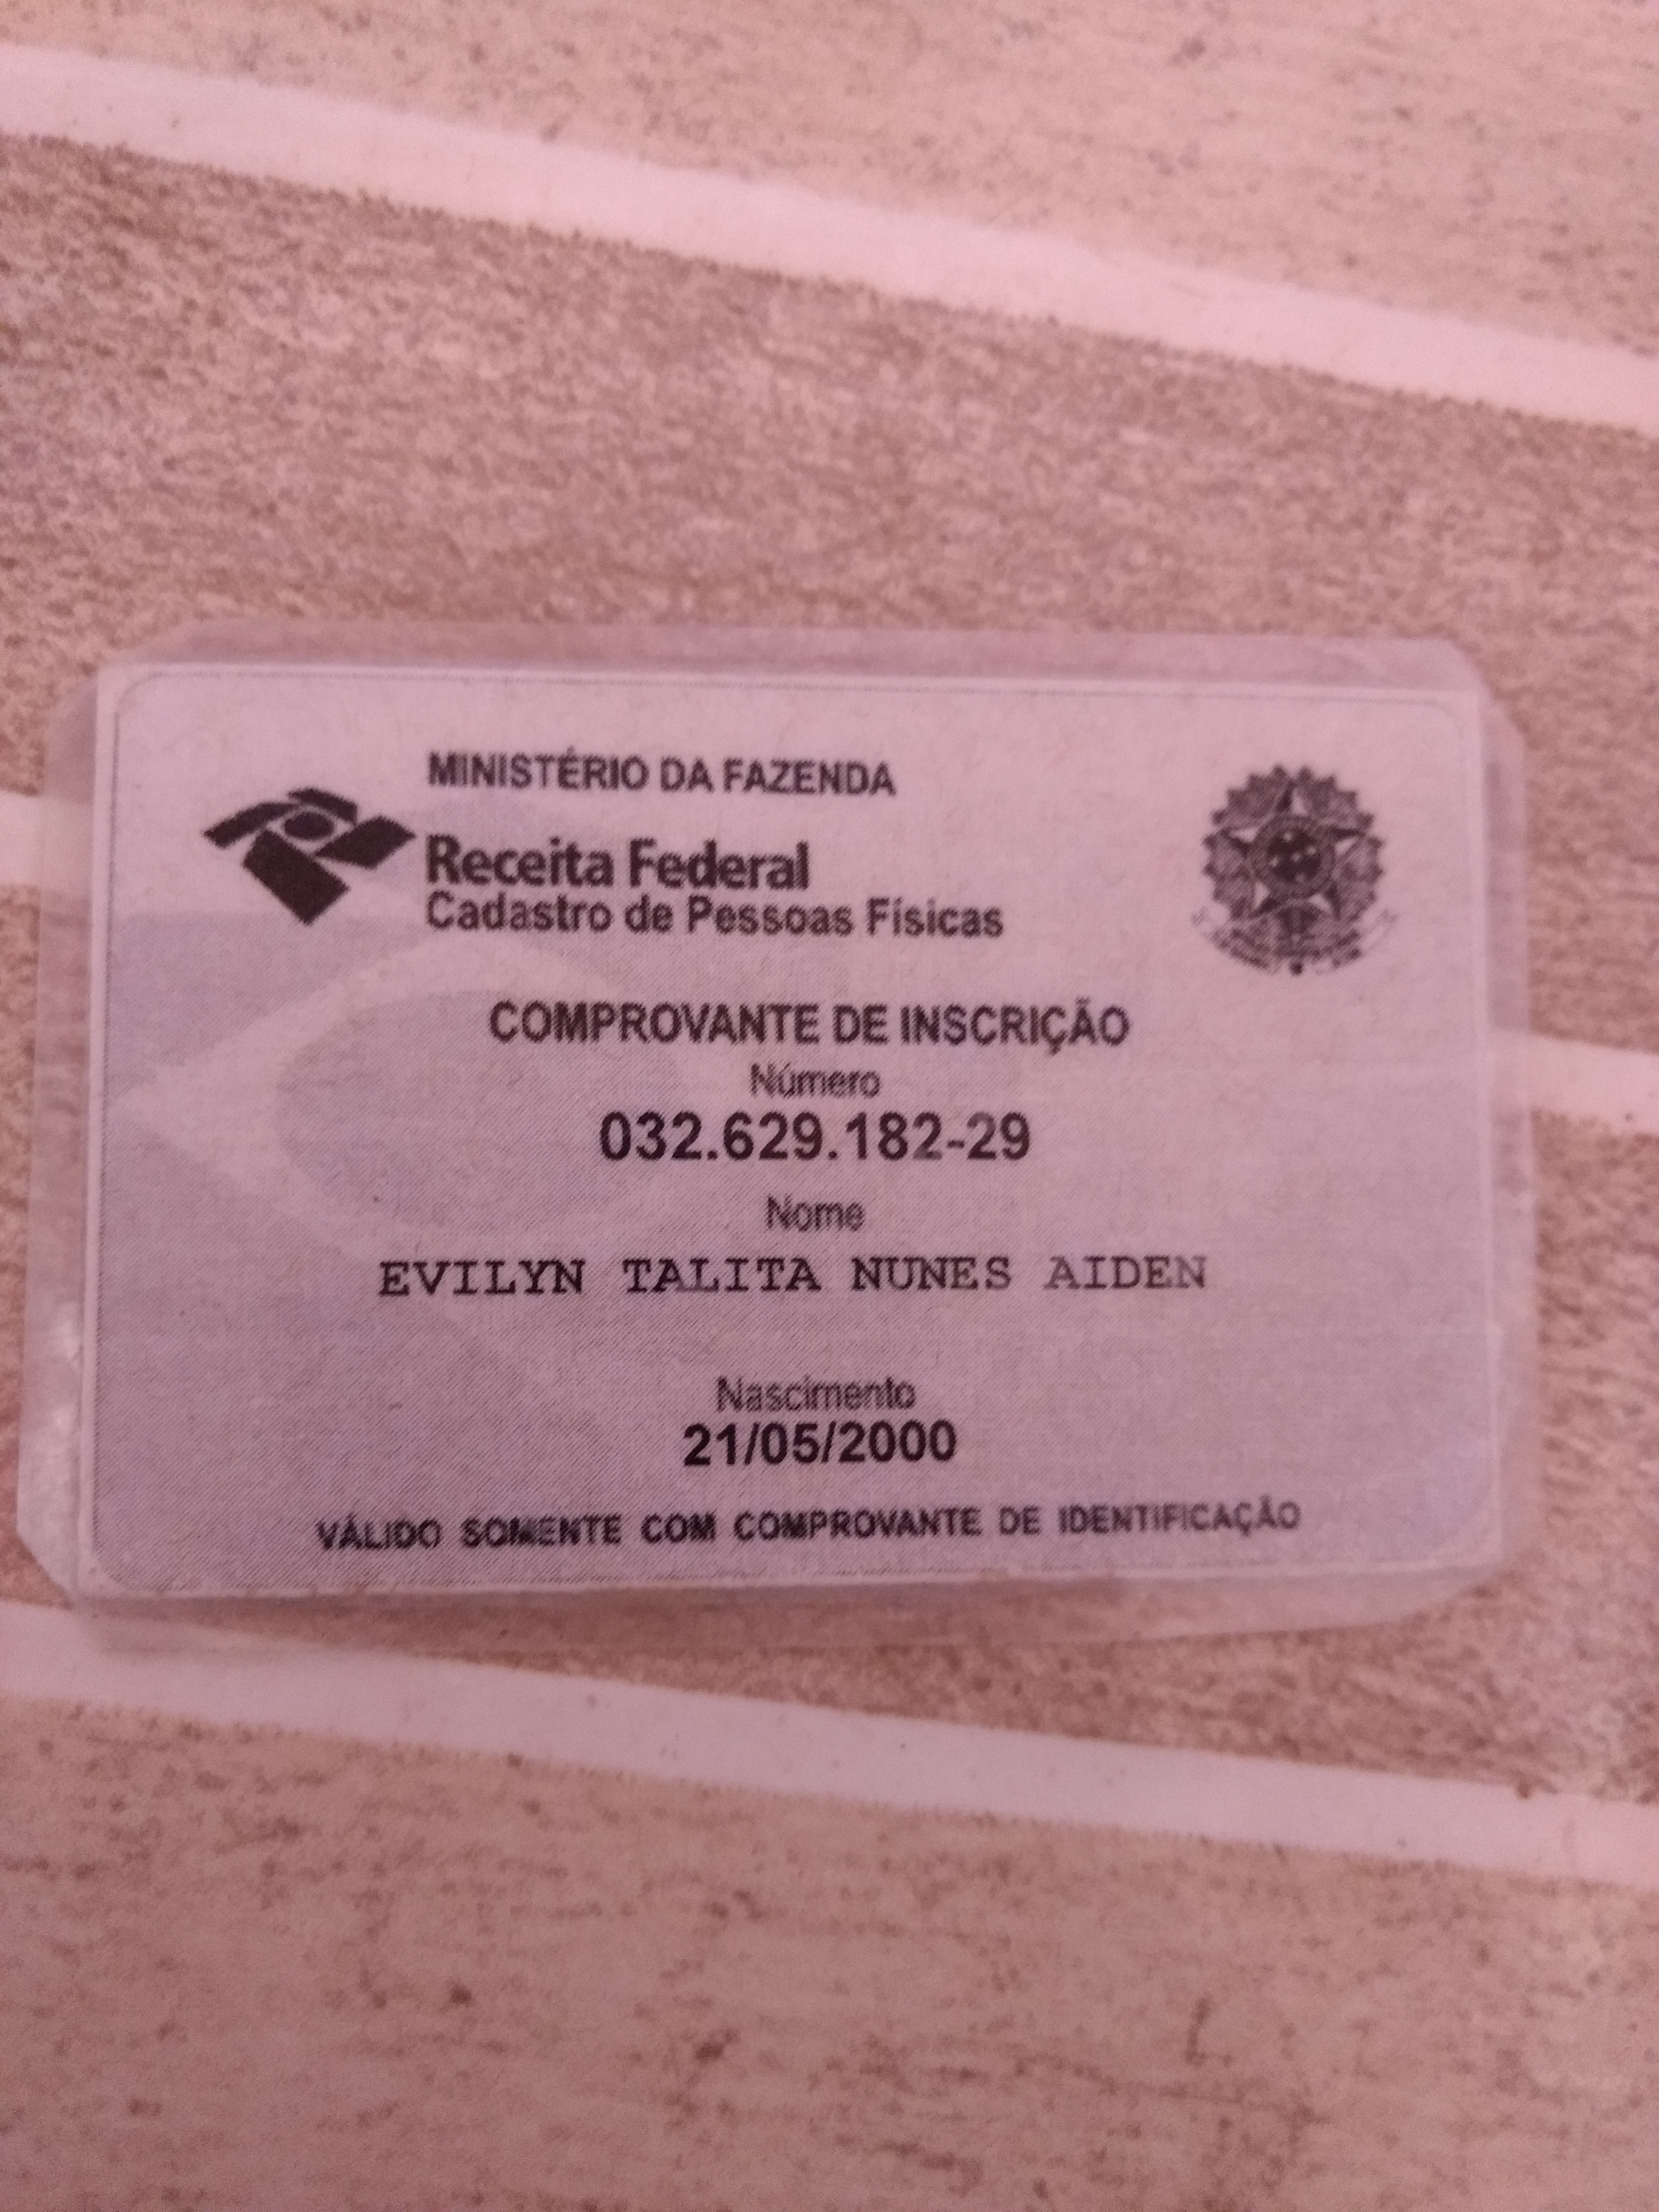 MINISTÉRIO DA FAZENDA
Receita Federal
Cadastro de Pessoas Físicas
COMPROVANTE DE INSCRIÇÃO
Número
032.629.182-29
Nome
EVILYN TALITA NUNES AIDEN
Nascimento
21/05/2000
VÁLIDO SOMENTE COM COMPROVANTE DE IDENTIFICAÇÃO